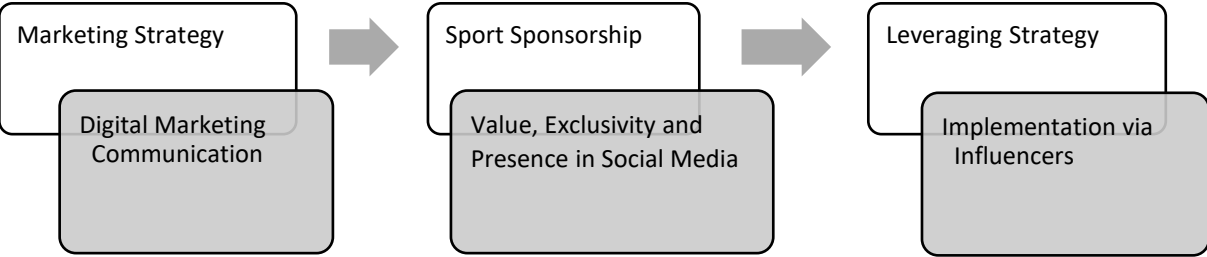 Marketing Strategy
Digital Marketing
Communication
Sport Sponsorship
Value, Exclusivity and
Presence in Social Media
Leveraging Strategy
Implementation via
Influencers